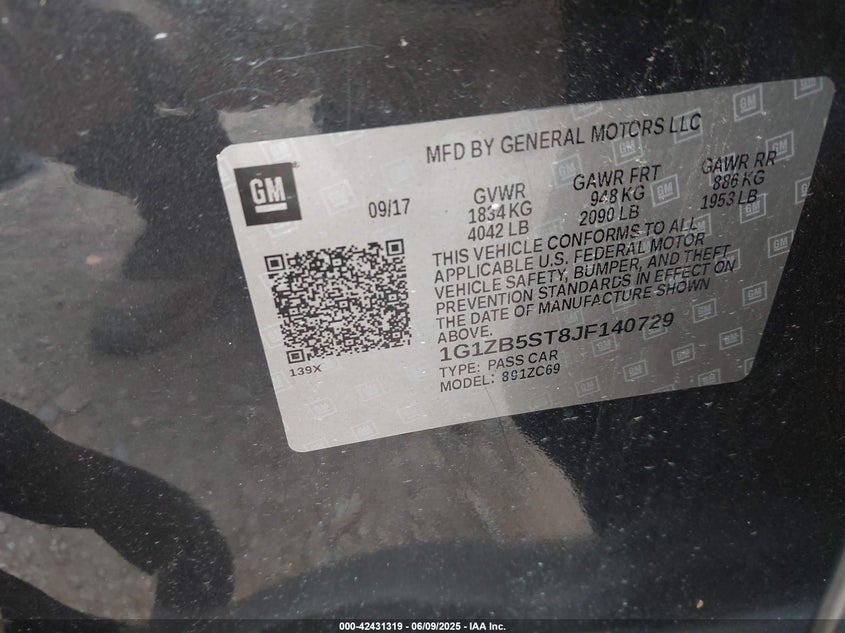 MFD BY GENERAL MOTORS LLC
GM
09/17
GVWR
1834 KG
4042 LB
GAWR FRT
948 KG
2090 LB
GAWR RR
886 KG
1953 LB
THIS VEHICLE CONFORMS TO ALL
APPLICABLE U.S. FEDERAL MOTOR
VEHICLE SAFETY, BUMPER, AND THEFT
PREVENTION STANDARDS IN EFFECT ON
THE DATE OF MANUFACTURE SHOWN
ABOVE.
1G1ZB5ST8JF140729
TYPE: PASS CAR
MODEL: 891ZC69
139X
000-42431319 | 06/09/2025 - IAA Inc.